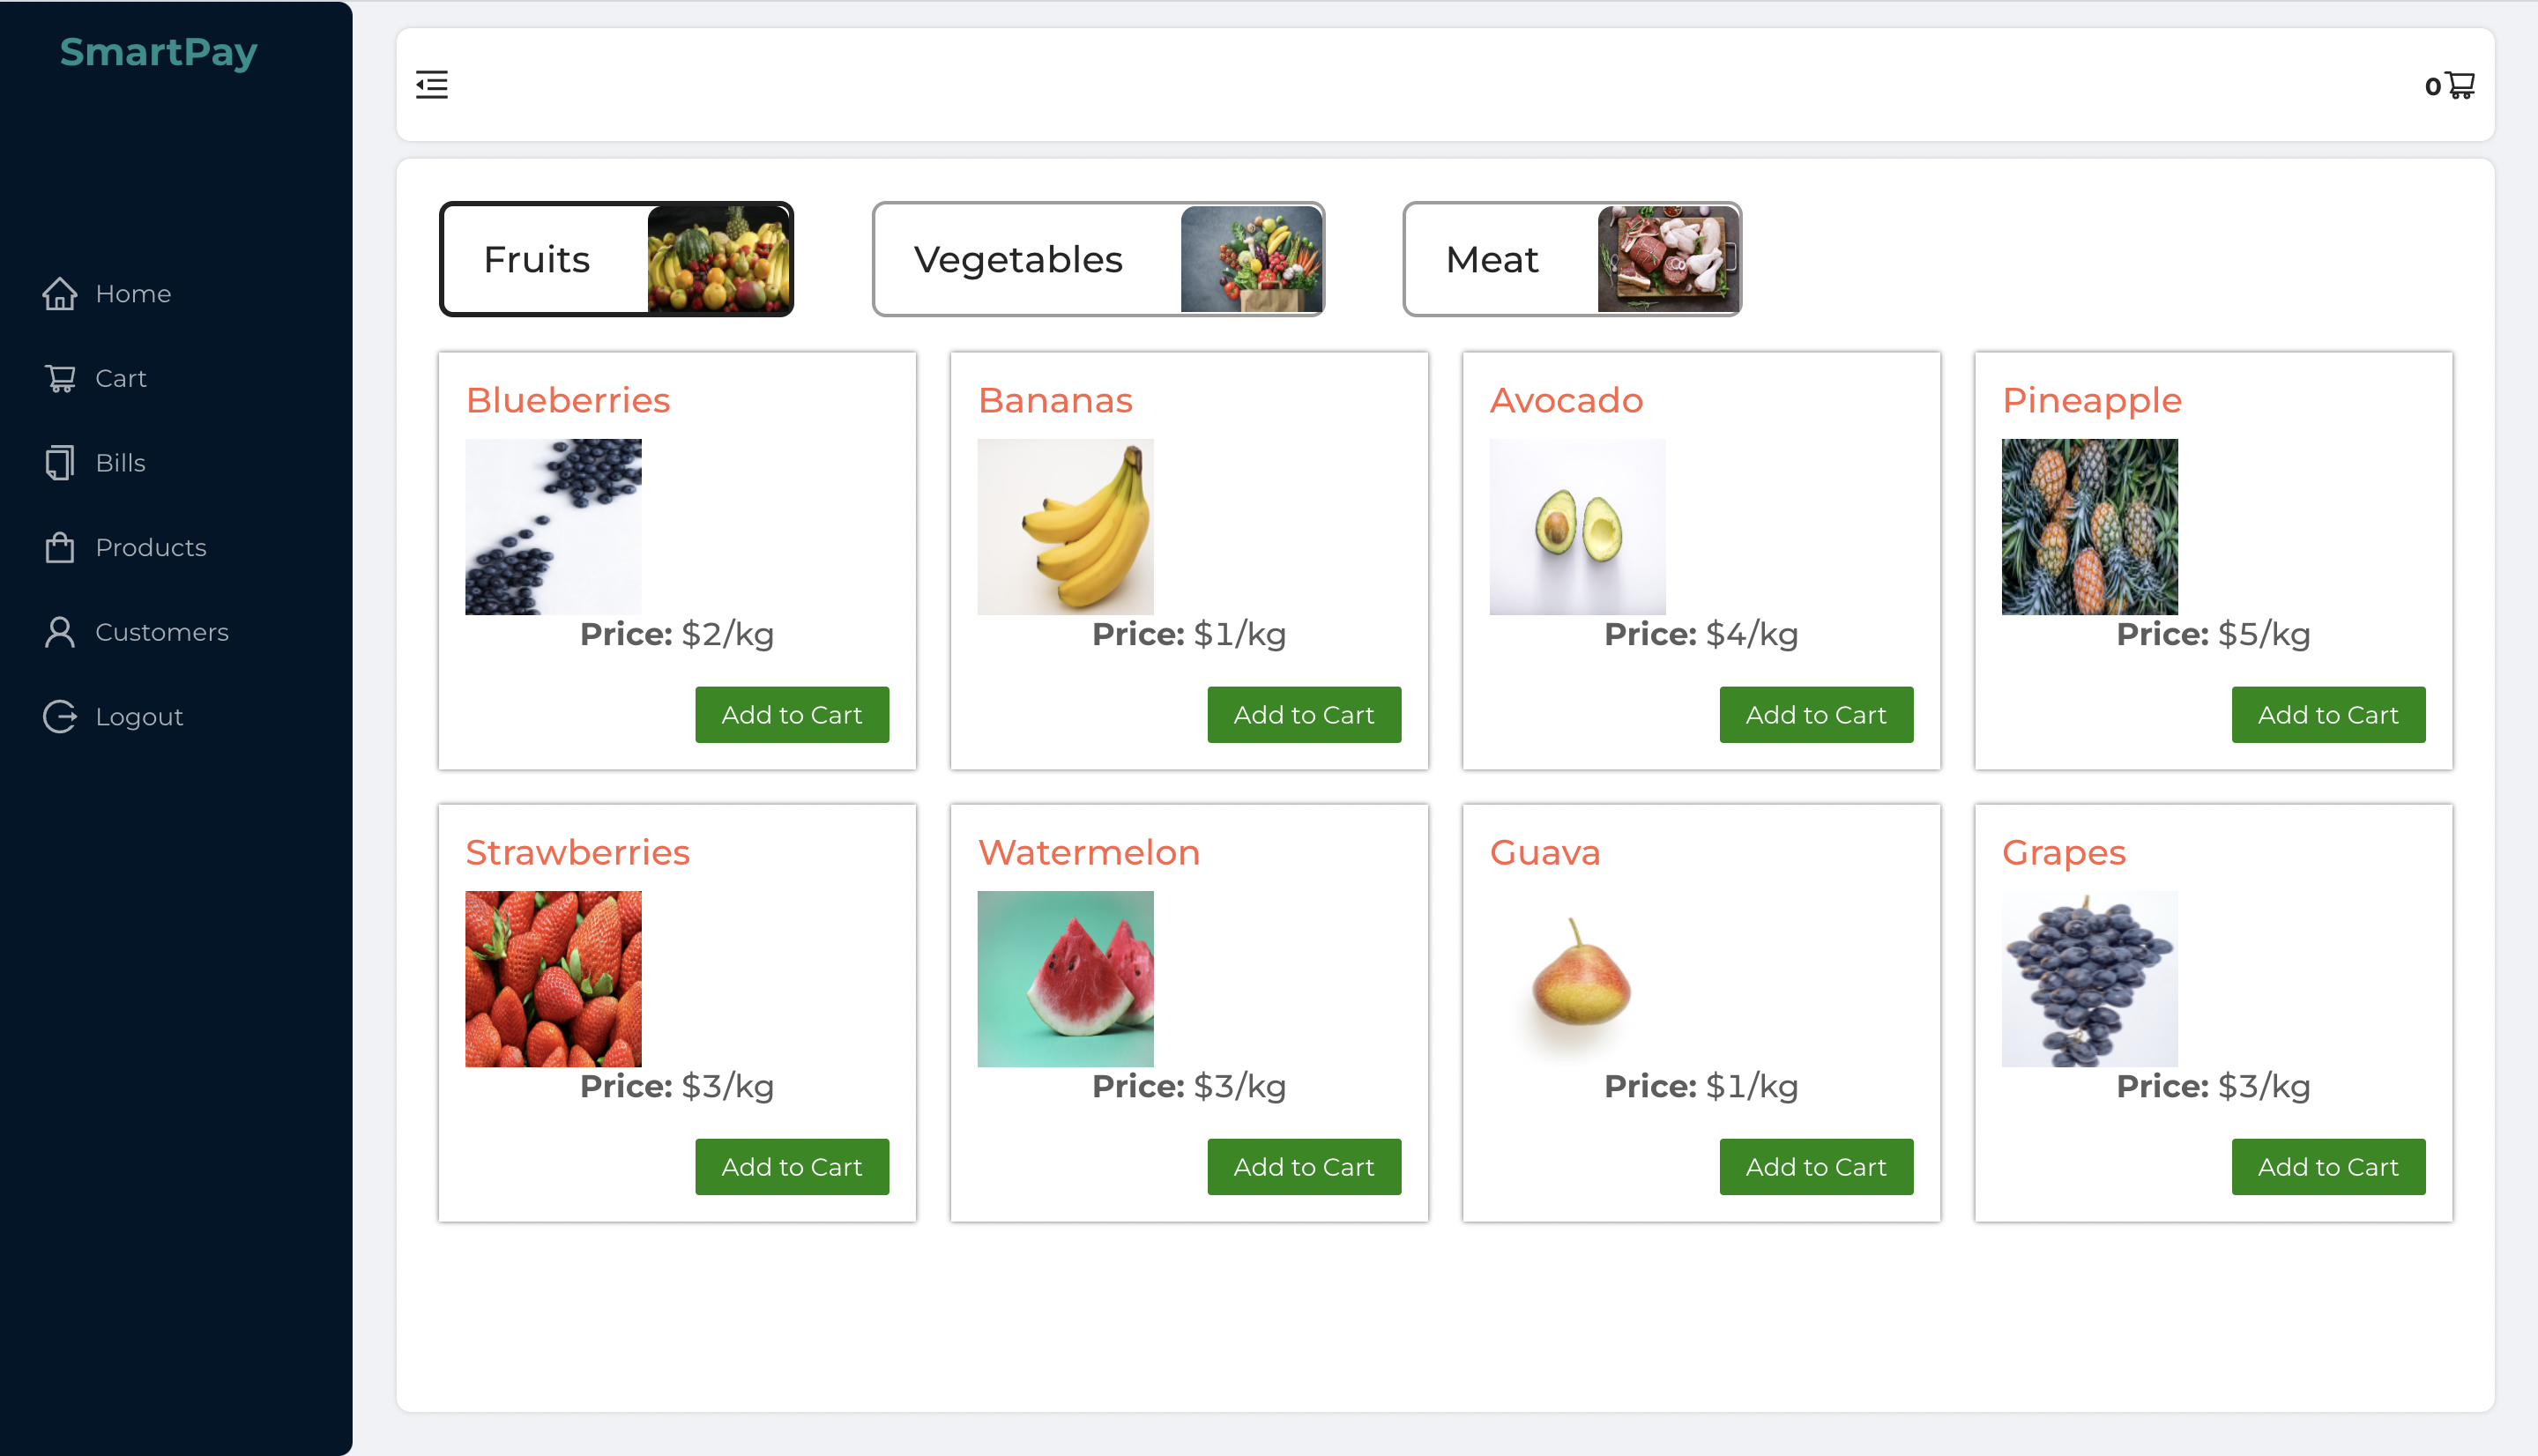 SmartPay
Home
Cart
Bills
Products
Customers
Logout
0
Fruits
Vegetables
Meat
Blueberries
Price: $2/kg
Add to Cart
Bananas
Price: $1/kg
Add to Cart
Avocado
Price: $4/kg
Add to Cart
Pineapple
Price: $5/kg
Add to Cart
Strawberries
Price: $3/kg
Add to Cart
Watermelon
Price: $3/kg
Add to Cart
Guava
Price: $1/kg
Add to Cart
Grapes
Price: $3/kg
Add to Cart